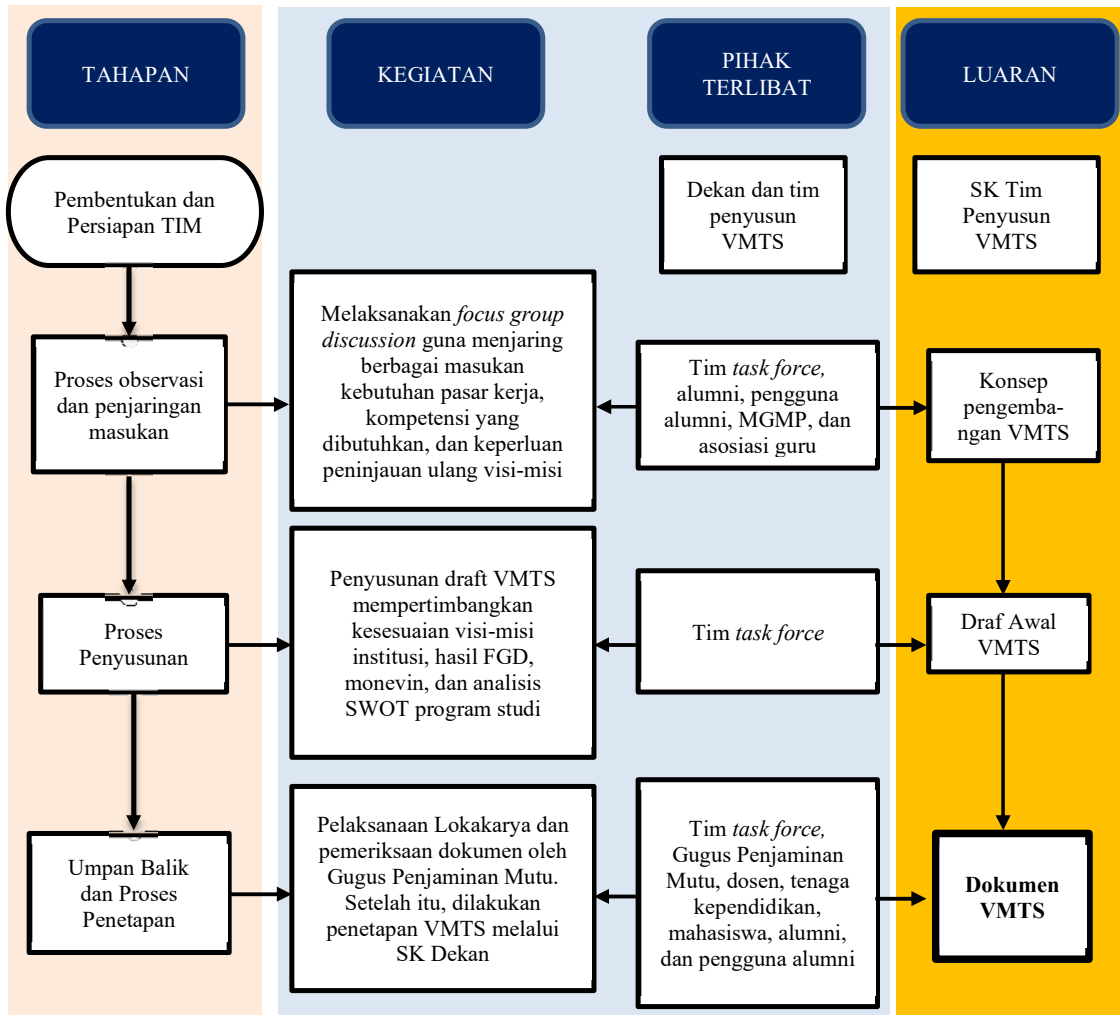 TAHAPAN
KEGIATAN
PIHAK
TERLIBAT
LUARAN
Pembentukan dan
Persiapan TIM
Dekan dan tim
penyusun
VMTS
SK Tim
Penyusun
VMTS
Proses observasi
dan penjaringan
masukan
Melaksanakan focus group
discussion guna menjaring
berbagai masukan
kebutuhan pasar kerja,
kompetensi yang
dibutuhkan, dan keperluan
peninjauan ulang visi-misi
Tim task force,
alumni, pengguna
alumni, MGMP, dan
asosiasi guru
Konsep
pengemba-
ngan VMTS
Proses
Penyusunan
Penyusunan draft VMTS
mempertimbangkan
kesesuaian visi-misi
institusi, hasil FGD,
monevin, dan analisis
SWOT program studi
Tim task force
Draf Awal
VMTS
Umpan Balik
dan Proses
Penetapan
Pelaksanaan Lokakarya dan
pemeriksaan dokumen oleh
Gugus Penjaminan Mutu.
Setelah itu, dilakukan
penetapan VMTS melalui
SK Dekan
Tim task force,
Gugus Penjaminan
Mutu, dosen, tenaga
kependidikan,
mahasiswa, alumni,
dan pengguna alumni
Dokumen
VMTS